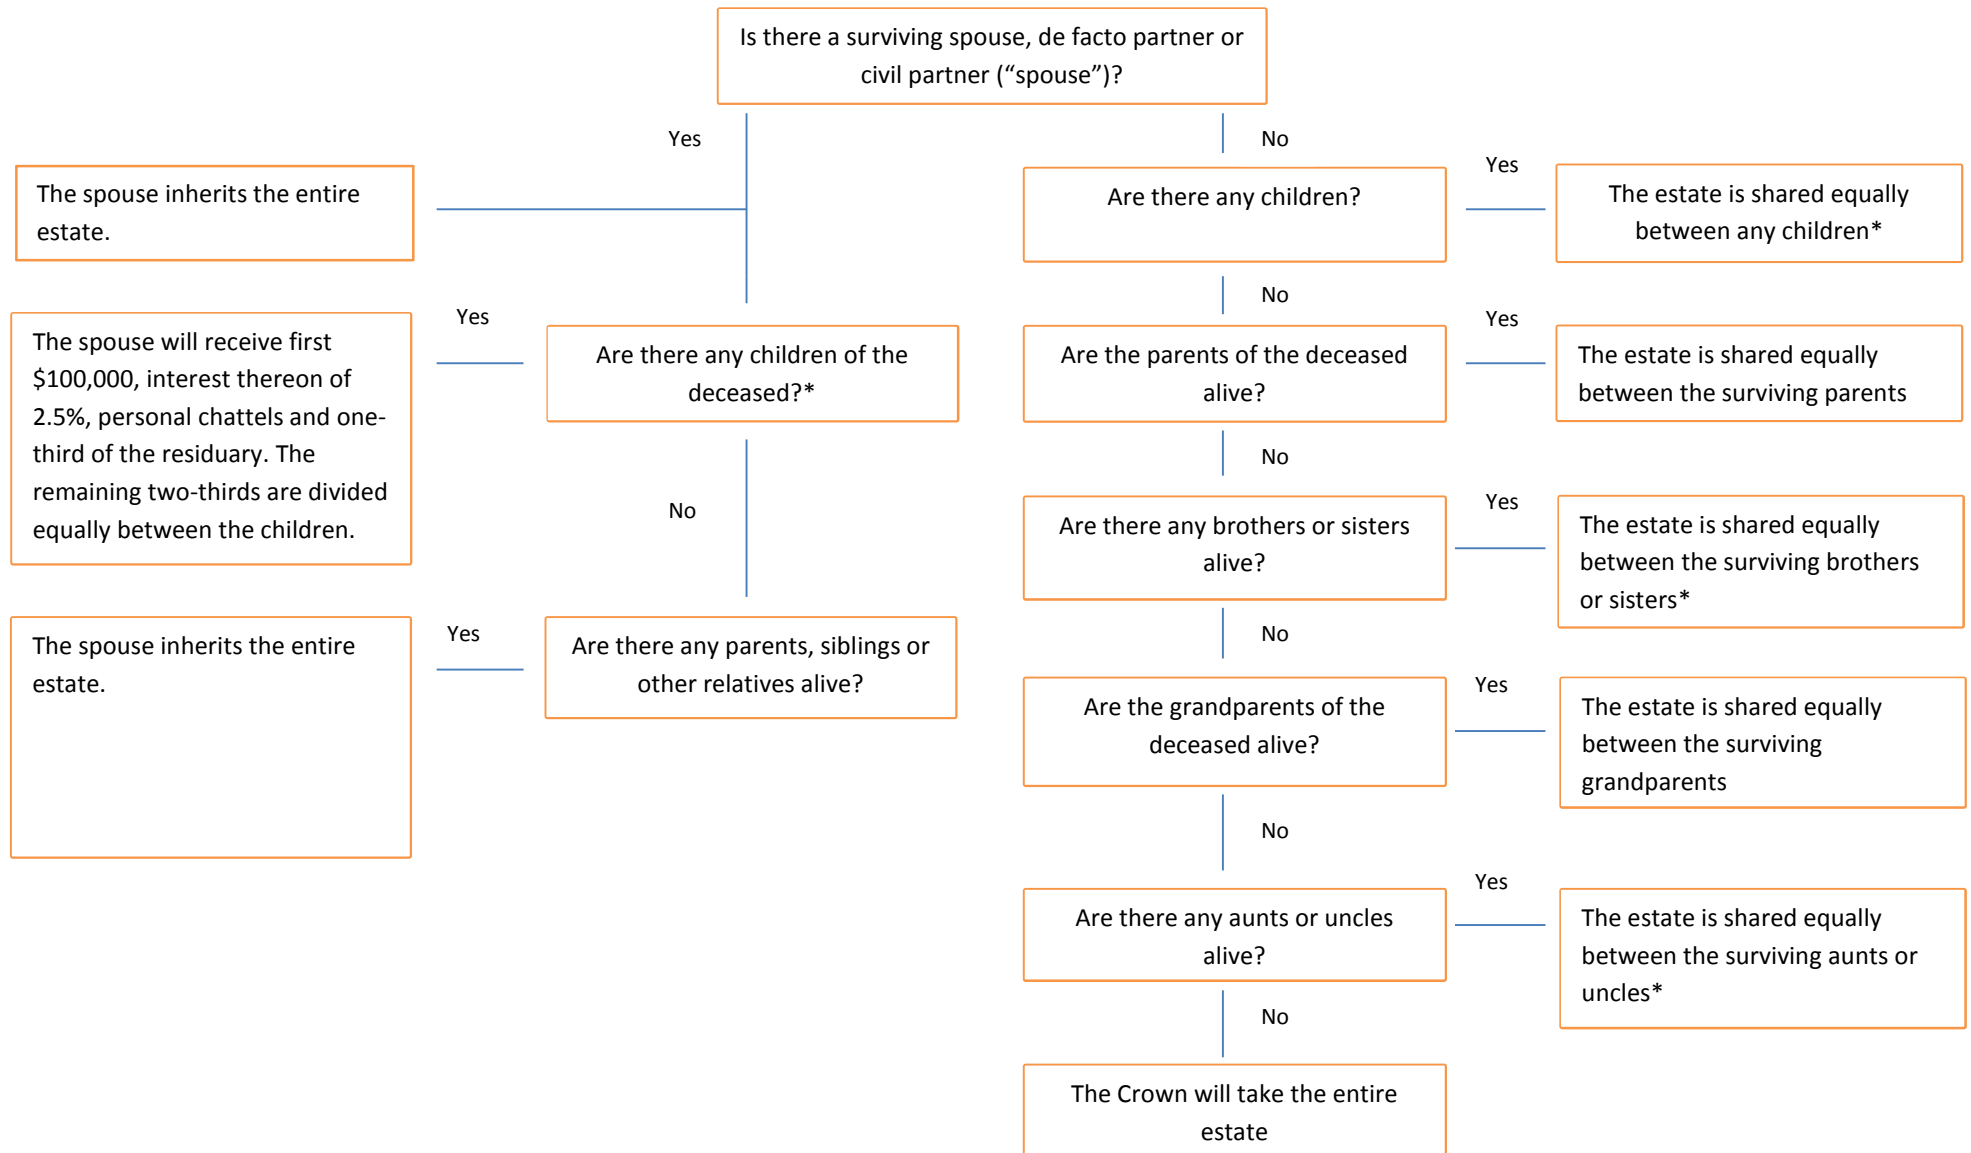 Is there a surviving spouse, de facto partner or
civil partner (“spouse”)?
Yes
No
The spouse inherits the entire
estate.
Are there any children?
Yes
The estate is shared equally
between any children*
No
The spouse will receive first
$100,000, interest thereon of
2.5%, personal chattels and one-
third of the residuary. The
remaining two-thirds are divided
equally between the children.
Yes
Are there any children of the
deceased?*
Are the parents of the deceased
alive?
Yes
The estate is shared equally
between the surviving parents
No
No
Are there any brothers or sisters
alive?
Yes
The estate is shared equally
between the surviving brothers
or sisters*
The spouse inherits the entire
estate.
Yes
Are there any parents, siblings or
other relatives alive?
No
Are the grandparents of the
deceased alive?
Yes
The estate is shared equally
between the surviving
grandparents
No
Are there any aunts or uncles
alive?
Yes
The estate is shared equally
between the surviving aunts or
uncles*
No
The Crown will take the entire
estate